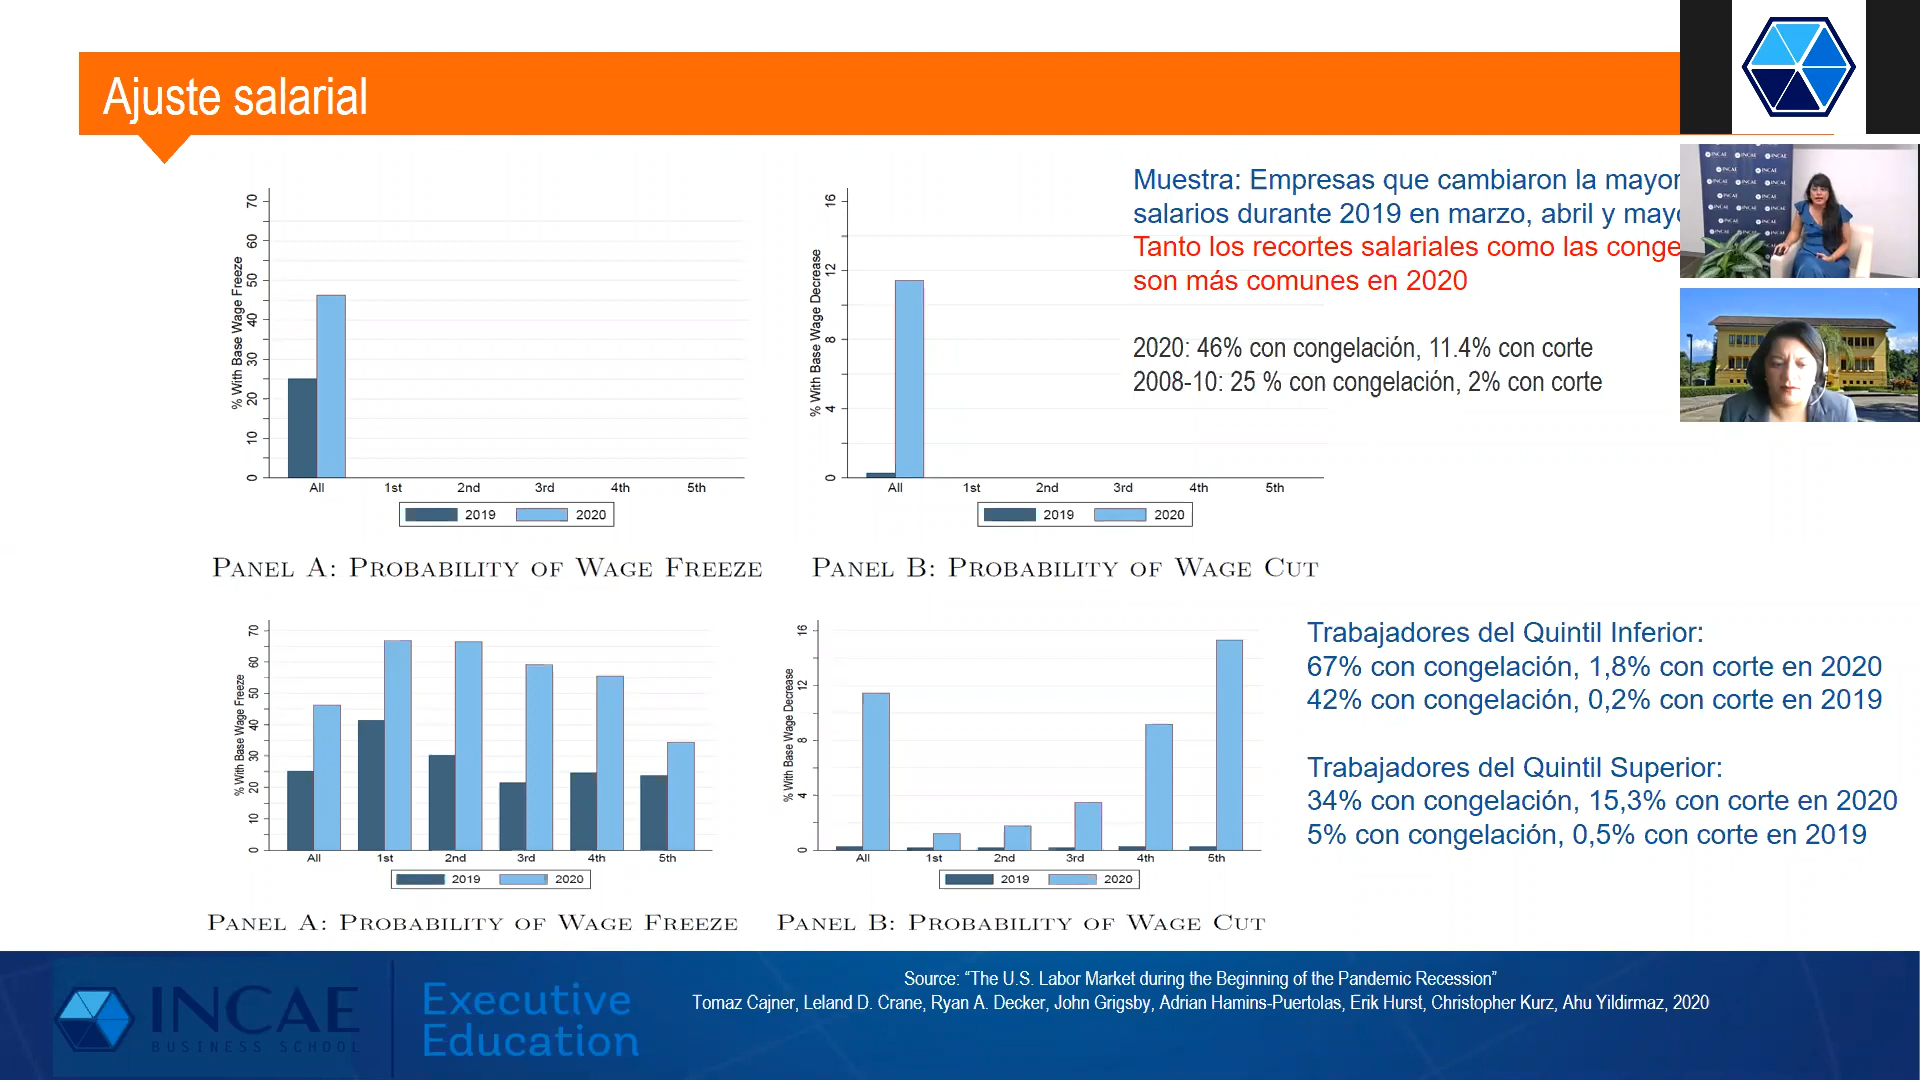 Ajuste salarial
Muestra: Empresas que cambiaron la mayor
salarios durante 2019 en marzo, abril y mayo
Tanto los recortes salariales como las conge
son más comunes en 2020
2020: 46% con congelación, 11.4% con corte
2008-10: 25 % con congelación, 2% con corte
% With Base Wage Freeze
70
60
50
40
30
20
10
0
All 1st 2nd 3rd 4th 5th
2019 2020
PANEL A: PROBABILITY OF WAGE FREEZE
% With Base Wage Decrease
16
12
8
4
0
All 1st 2nd 3rd 4th 5th
2019 2020
PANEL B: PROBABILITY OF WAGE CUT
% With Base Wage Freeze
70
60
50
40
30
20
10
0
All 1st 2nd 3rd 4th 5th
2019 2020
PANEL A: PROBABILITY OF WAGE FREEZE
% With Base Wage Decrease
16
12
8
4
0
All 1st 2nd 3rd 4th 5th
2019 2020
PANEL B: PROBABILITY OF WAGE CUT
Trabajadores del Quintil Inferior:
67% con congelación, 1,8% con corte en 2020
42% con congelación, 0,2% con corte en 2019
Trabajadores del Quintil Superior:
34% con congelación, 15,3% con corte en 2020
5% con congelación, 0,5% con corte en 2019
INCAE
BUSINESS SCHOOL
Executive
Education
Source: “The U.S. Labor Market during the Beginning of the Pandemic Recession”
Tomaz Cajner, Leland D. Crane, Ryan A. Decker, John Grigsby, Adrian Hamins-Puertolas, Erik Hurst, Christopher Kurz, Ahu Yildirmaz, 2020